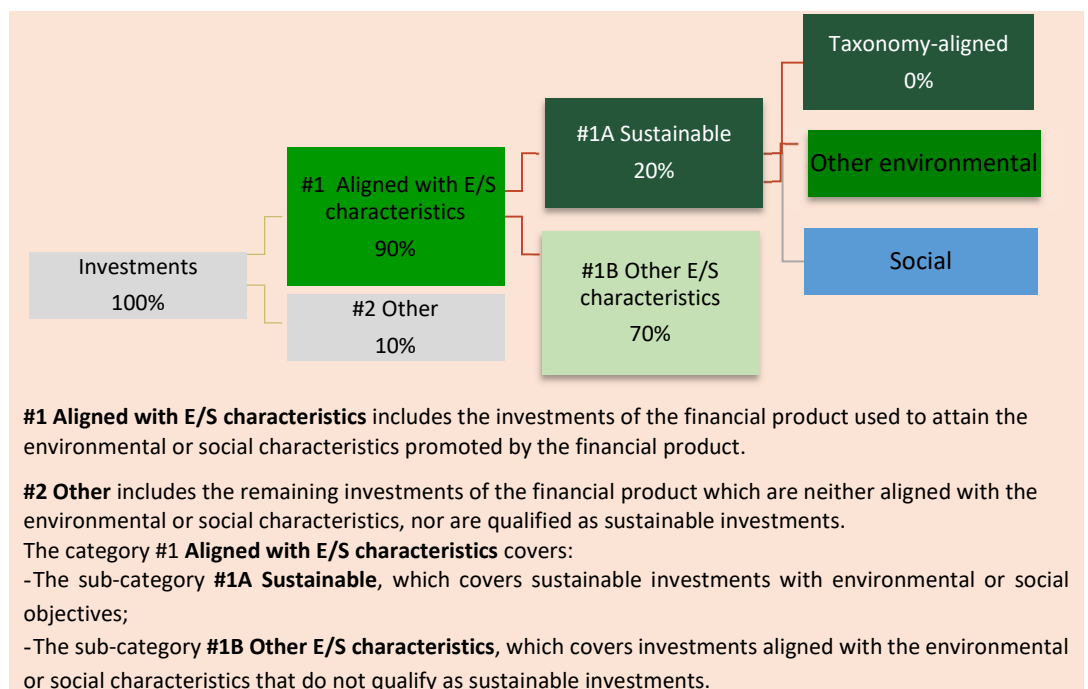 Taxonomy-aligned
0%
#1A Sustainable
20%
Other environmental
#1  Aligned with E/S
characteristics
90%
Social
#1B Other E/S
characteristics
70%
Investments
100%
#2 Other
10%
#1 Aligned with E/S characteristics includes the investments of the financial product used to attain the
environmental or social characteristics promoted by the financial product.
#2 Other includes the remaining investments of the financial product which are neither aligned with the
environmental or social characteristics, nor are qualified as sustainable investments.
The category #1 Aligned with E/S characteristics covers:
-The sub-category #1A Sustainable, which covers sustainable investments with environmental or social
objectives;
-The sub-category #1B Other E/S characteristics, which covers investments aligned with the environmental
or social characteristics that do not qualify as sustainable investments.